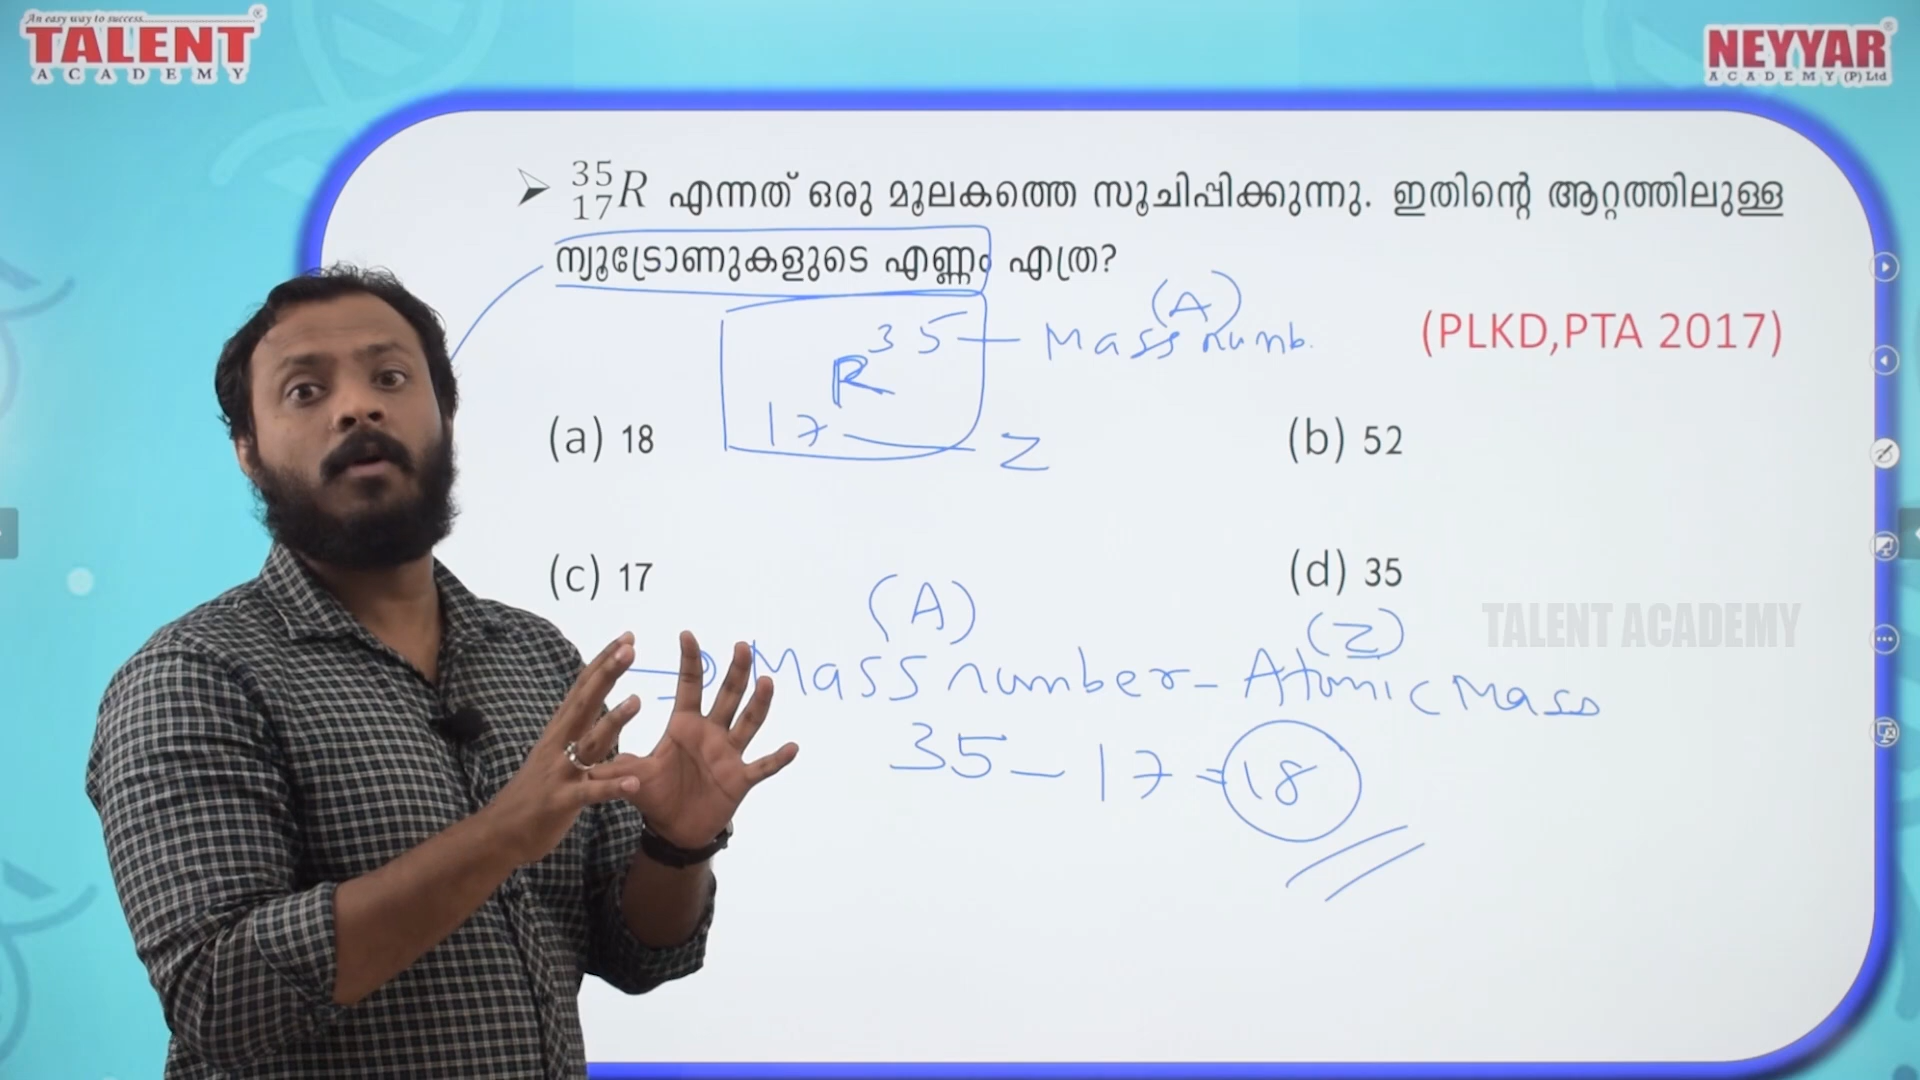 An easy way to success
TALENT
ACADEMY
NEYYAR
ACADEMY (P) Ltd
➤ ³⁵₁₇R എന്നത് ഒരു മൂലകത്തെ സൂചിപ്പിക്കുന്നു. ഇതിന്റെ ആറ്റത്തിലുള്ള
ന്യൂട്രോണുകളുടെ എണ്ണം എത്ര?
(A)
35 — Mass numb.
R
17 — Z
(PLKD,PTA 2017)
(a) 18
(b) 52
(c) 17
(d) 35
(A)
(Z)
TALENT ACADEMY
Mass number - Atomic Mass
35 - 17 = 18